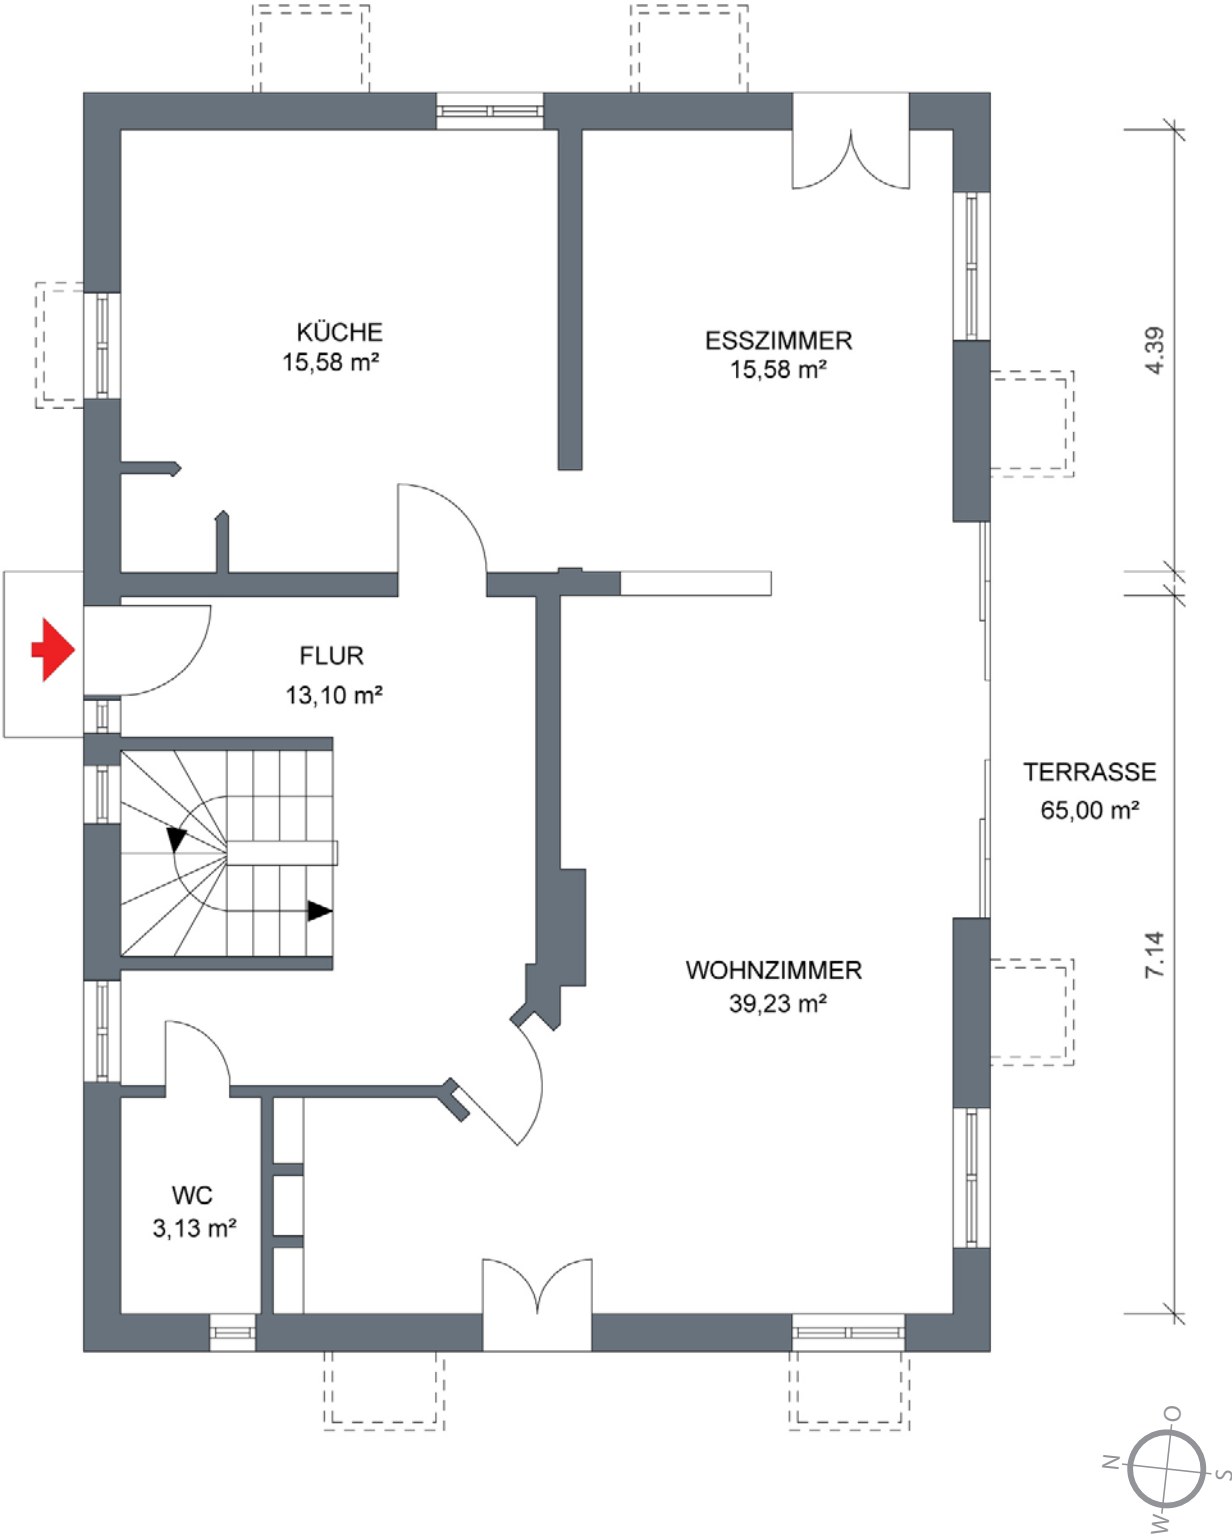 KÜCHE
15,58 m²
ESSZIMMER
15,58 m²
4.39
FLUR
13,10 m²
TERRASSE
65,00 m²
WOHNZIMMER
39,23 m²
7.14
WC
3,13 m²
O
N
S
W